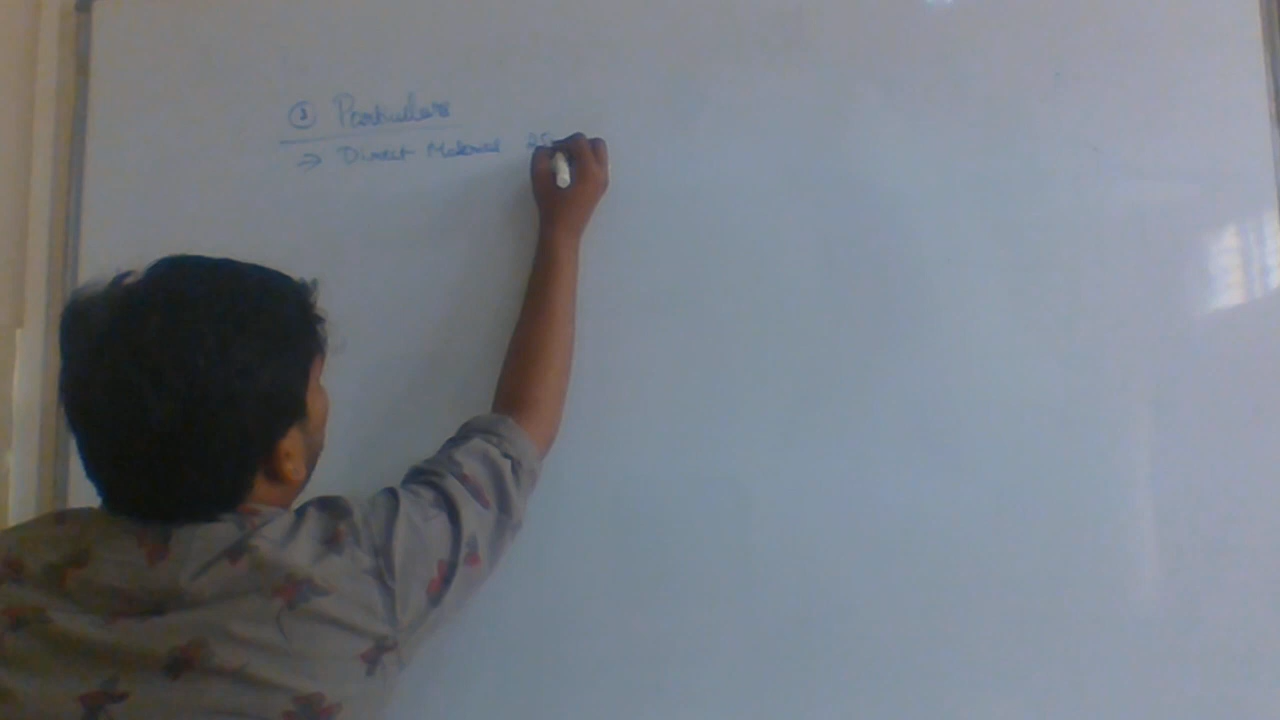 ③ Particulars
→ Direct Material